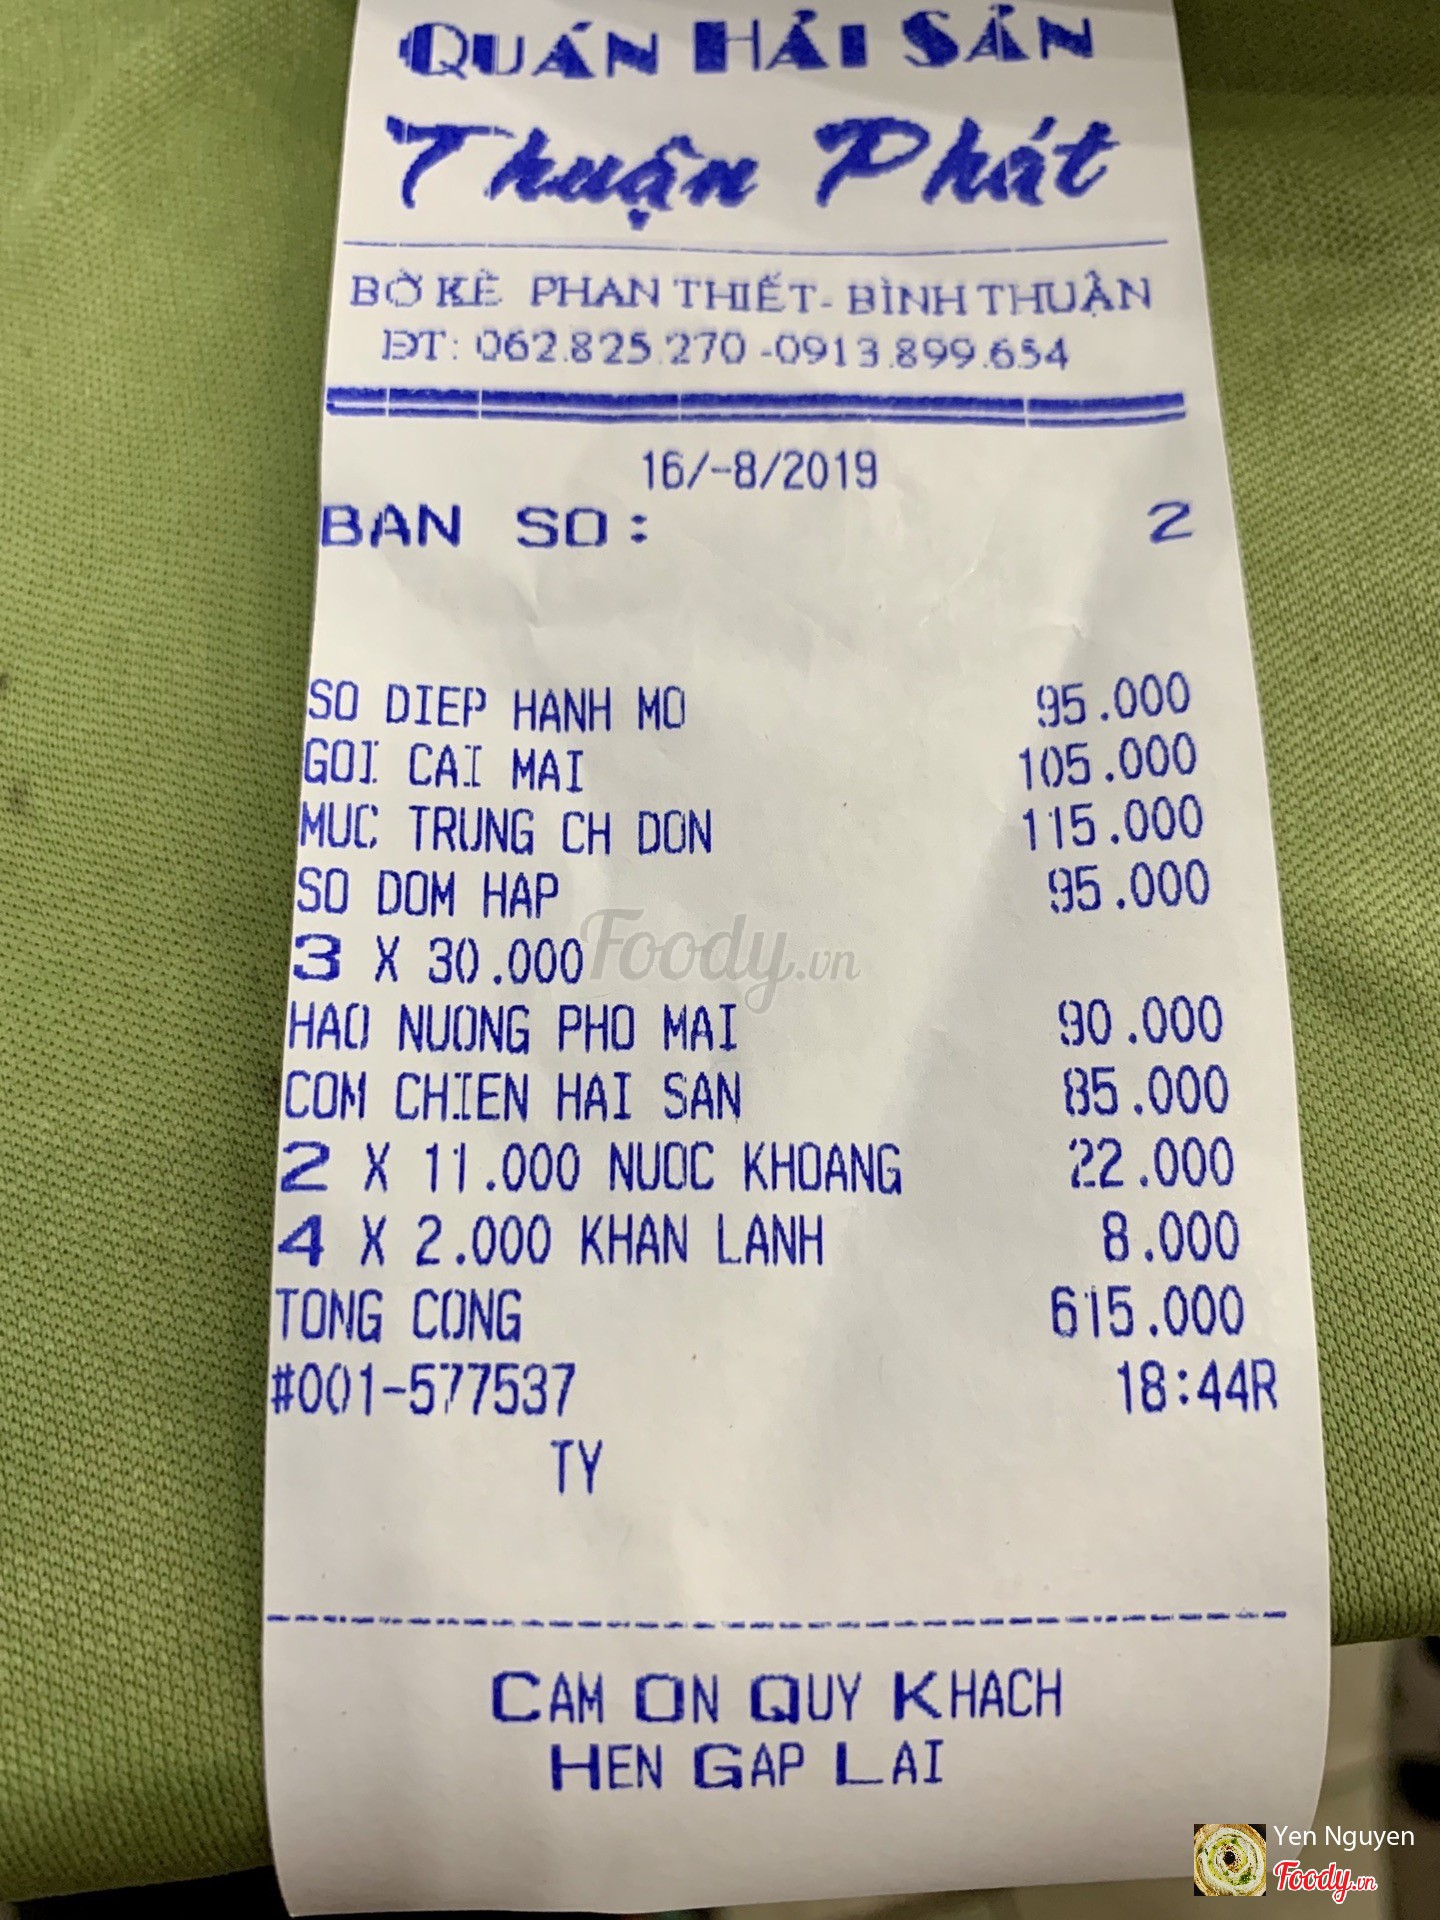 QUÁN HẢI SẢN
Thuận Phát
BỜ KÈ PHAN THIẾT- BÌNH THUẬN
ĐT: 062.825.270 -0913.899.654
16/-8/2019
BAN SO: 2
SO DIEP HANH MO 95.000
GOI CAI MAI 105.000
MUC TRUNG CH DON 115.000
SO DOM HAP 95.000
3 X 30.000
HAO NUONG PHO MAI 90.000
COM CHIEN HAI SAN 85.000
2 X 11.000 NUOC KHOANG 22.000
4 X 2.000 KHAN LANH 8.000
TONG CONG 615.000
#001-577537 18:44R
TY
CAM ON QUY KHACH
HEN GAP LAI
Foody.vn
Yen Nguyen
Foody.vn